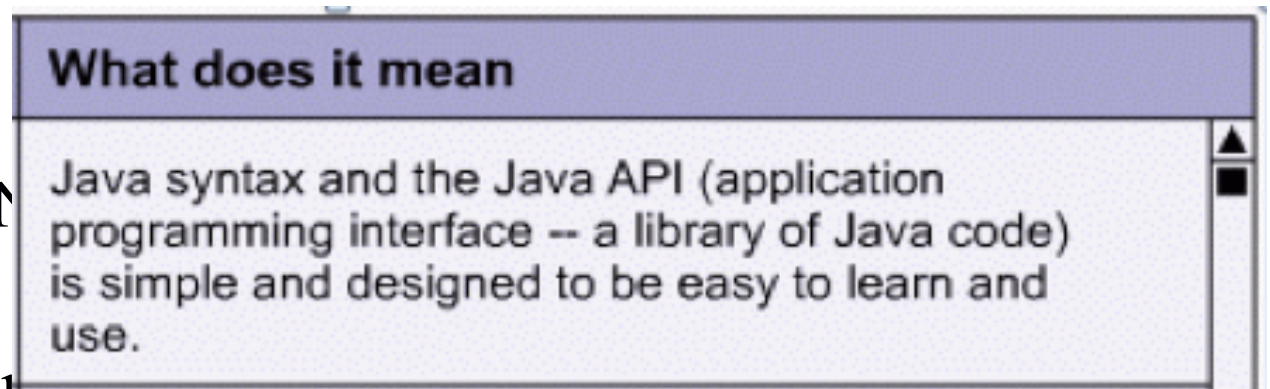 What does it mean
Java syntax and the Java API (application
programming interface -- a library of Java code)
is simple and designed to be easy to learn and
use.